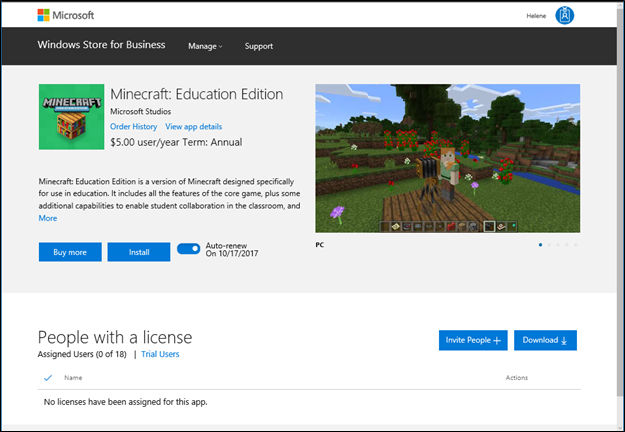 Microsoft
Helene
Windows Store for Business
Manage
Support
MINECRAFT
Minecraft: Education Edition
Microsoft Studios
Order History View app details
$5.00 user/year Term: Annual
Minecraft: Education Edition is a version of Minecraft designed specifically
for use in education. It includes all the features of the core game, plus some
additional capabilities to enable student collaboration in the classroom, and
More
Buy more
Install
Auto-renew
On 10/17/2017
PC
People with a license
Invite People
Download
Assigned Users (0 of 18) | Trial Users
Name
Actions
No licenses have been assigned for this app.